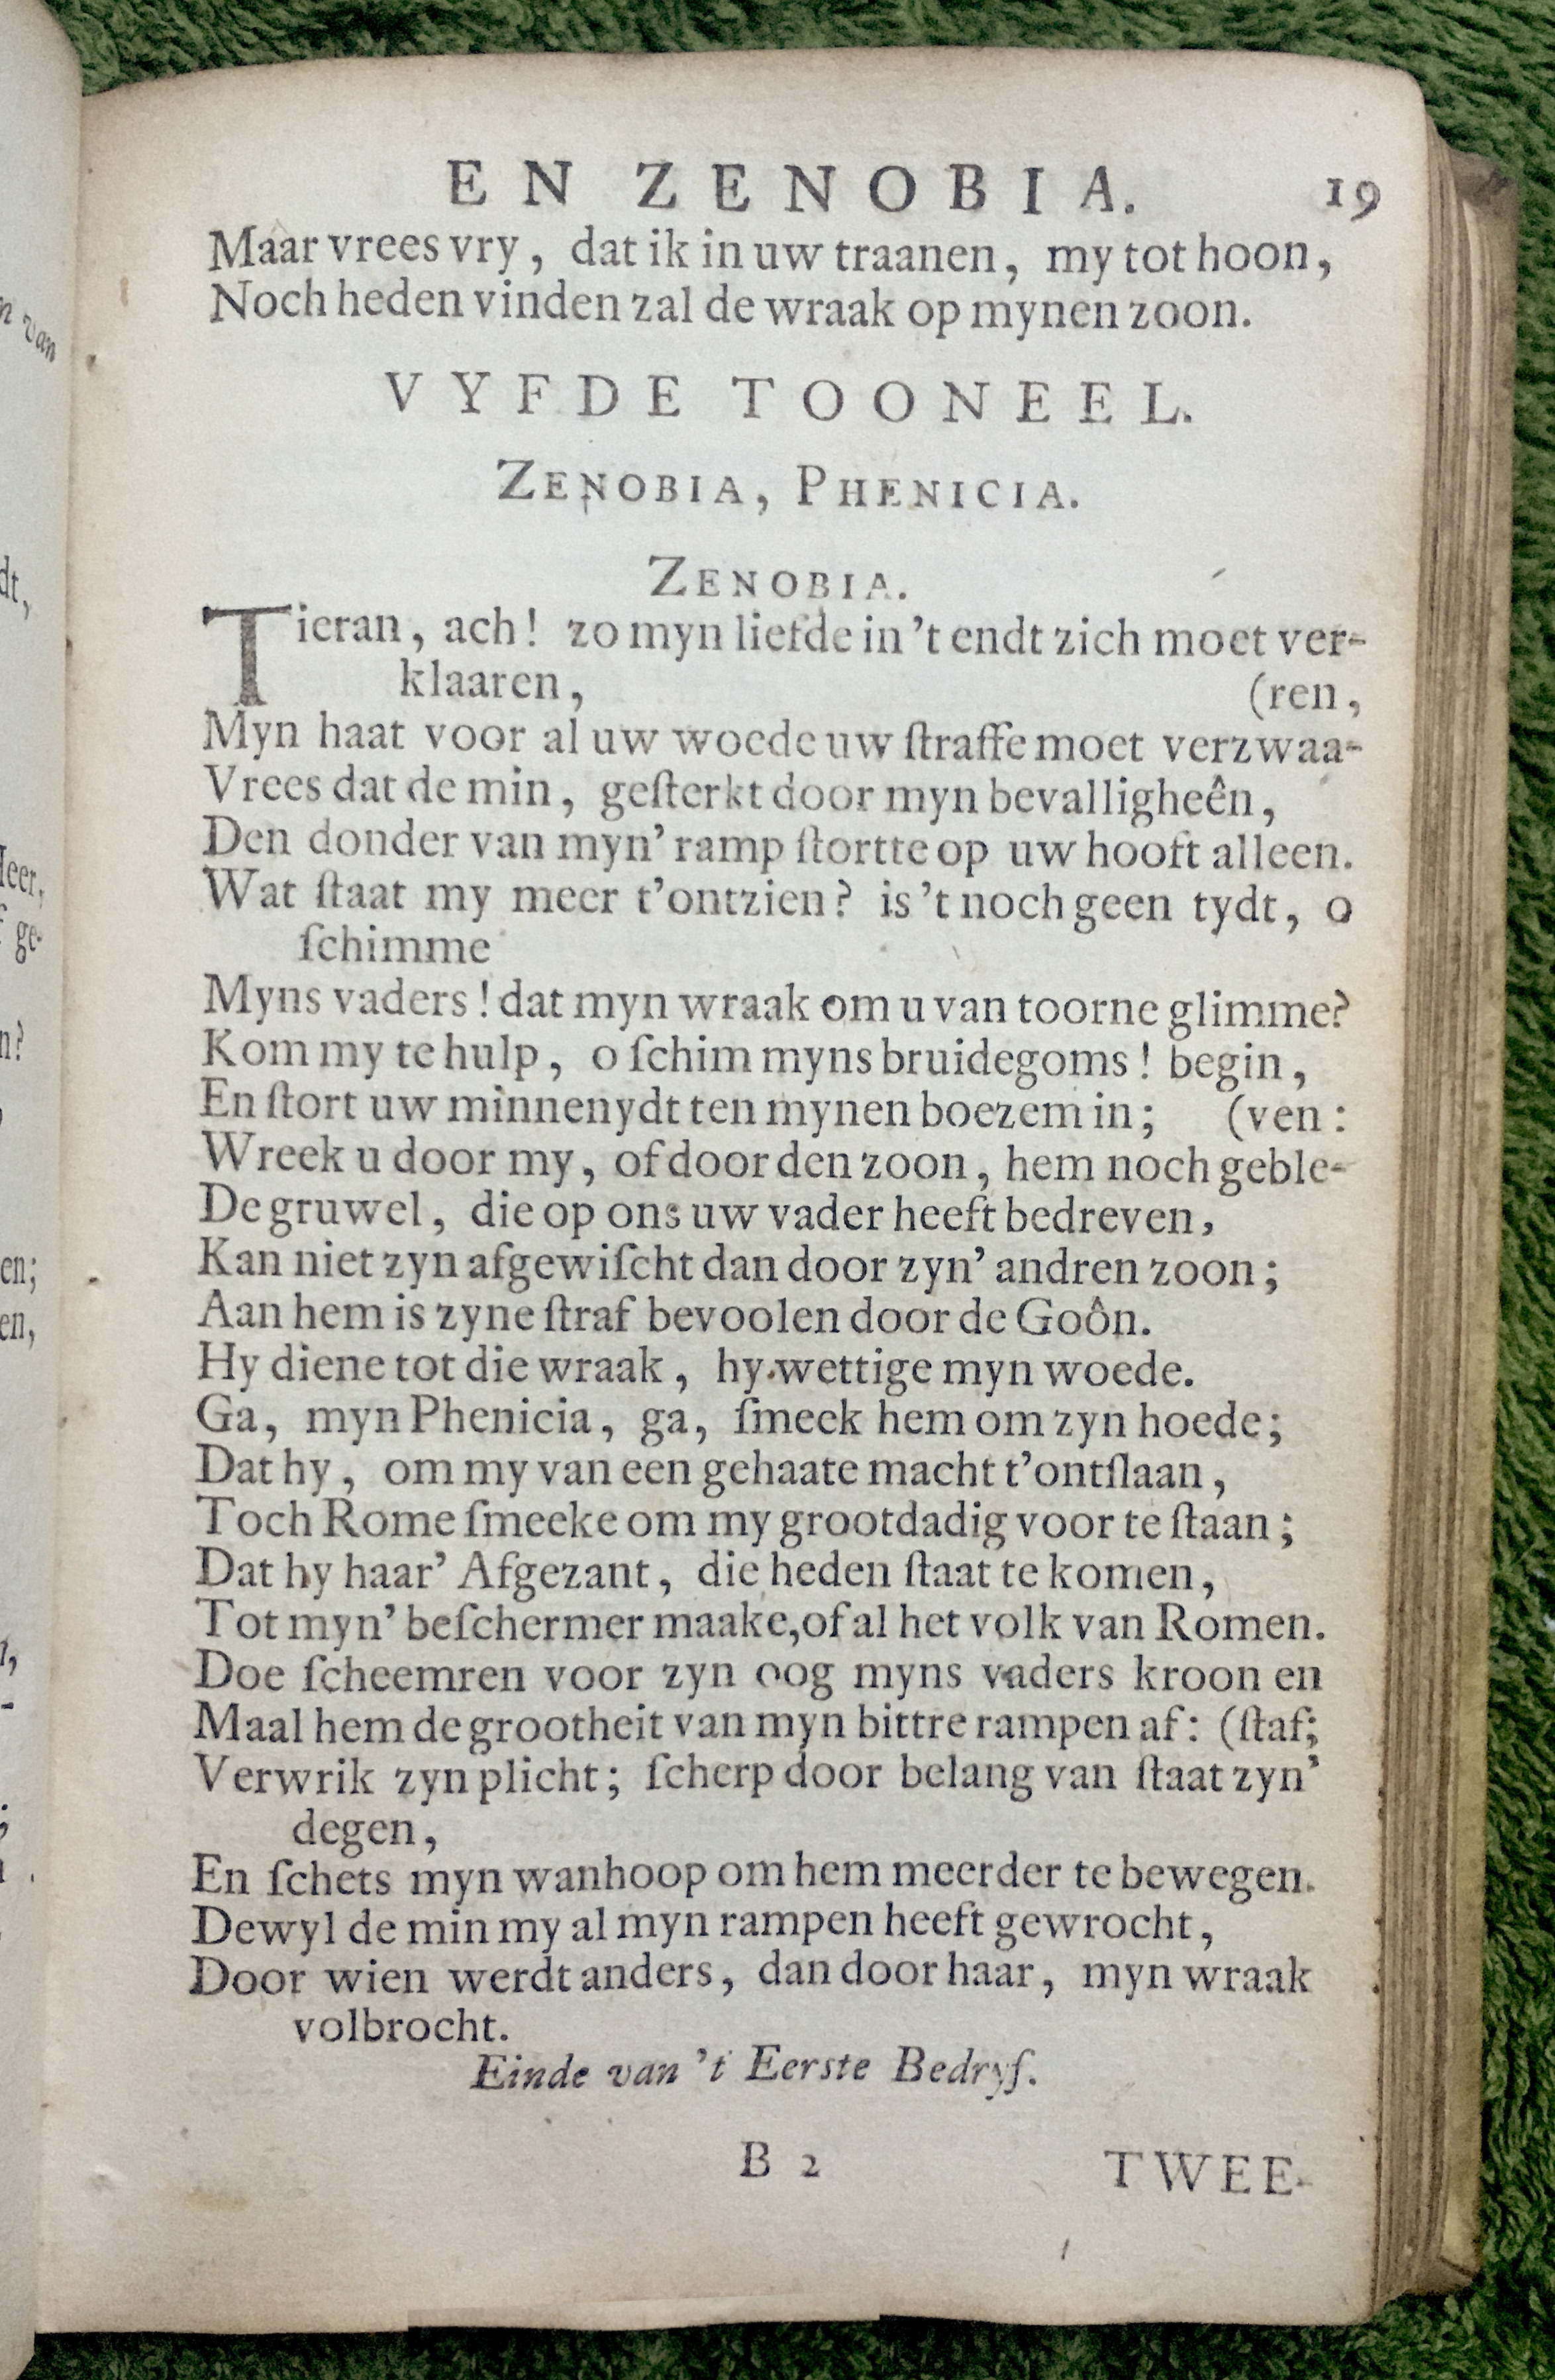 EN ZENOBIA. 19
Maar vrees vry, dat ik in uw traanen, my tot hoon,
Noch heden vinden zal de wraak op mynen zoon.
VYFDE TOONEEL.
ZENOBIA, PHENICIA.
ZENOBIA.
Tieran, ach! zo myn liefde in 't endt zich moet ver-
klaaren, (ren,
Myn haat voor al uw woede uw ſtraffe moet verzwaa-
Vrees dat de min, geſterkt door myn bevalligheên,
Den donder van myn' ramp ſtortte op uw hooft alleen.
Wat ſtaat my meer t'ontzien? is 't noch geen tydt, o
ſchimme
Myns vaders! dat myn wraak om u van toorne glimme?
Kom my te hulp, o ſchim myns bruidegoms! begin,
En ſtort uw minnenydt ten mynen boezem in; (ven:
Wreek u door my, of door den zoon, hem noch geble-
De gruwel, die op ons uw vader heeft bedreven,
Kan niet zyn afgewiſcht dan door zyn' andren zoon;
Aan hem is zyne ſtraf bevoolen door de Goôn.
Hy diene tot die wraak, hy wettige myn woede.
Ga, myn Phenicia, ga, ſmeek hem om zyn hoede;
Dat hy, om my van een gehaate macht t'ontſlaan,
Toch Rome ſmeeke om my grootdadig voor te ſtaan;
Dat hy haar' Afgezant, die heden ſtaat te komen,
Tot myn' beſchermer maake, of al het volk van Romen.
Doe ſcheemren voor zyn oog myns vaders kroon en
Maal hem de grootheit van myn bittre rampen af: (ſtaf;
Verwrik zyn plicht; ſcherp door belang van ſtaat zyn'
degen,
En ſchets myn wanhoop om hem meerder te bewegen.
Dewyl de min my al myn rampen heeft gewrocht,
Door wien werdt anders, dan door haar, myn wraak
volbrocht.
Einde van 't Eerste Bedryf.
B 2 TWEE-